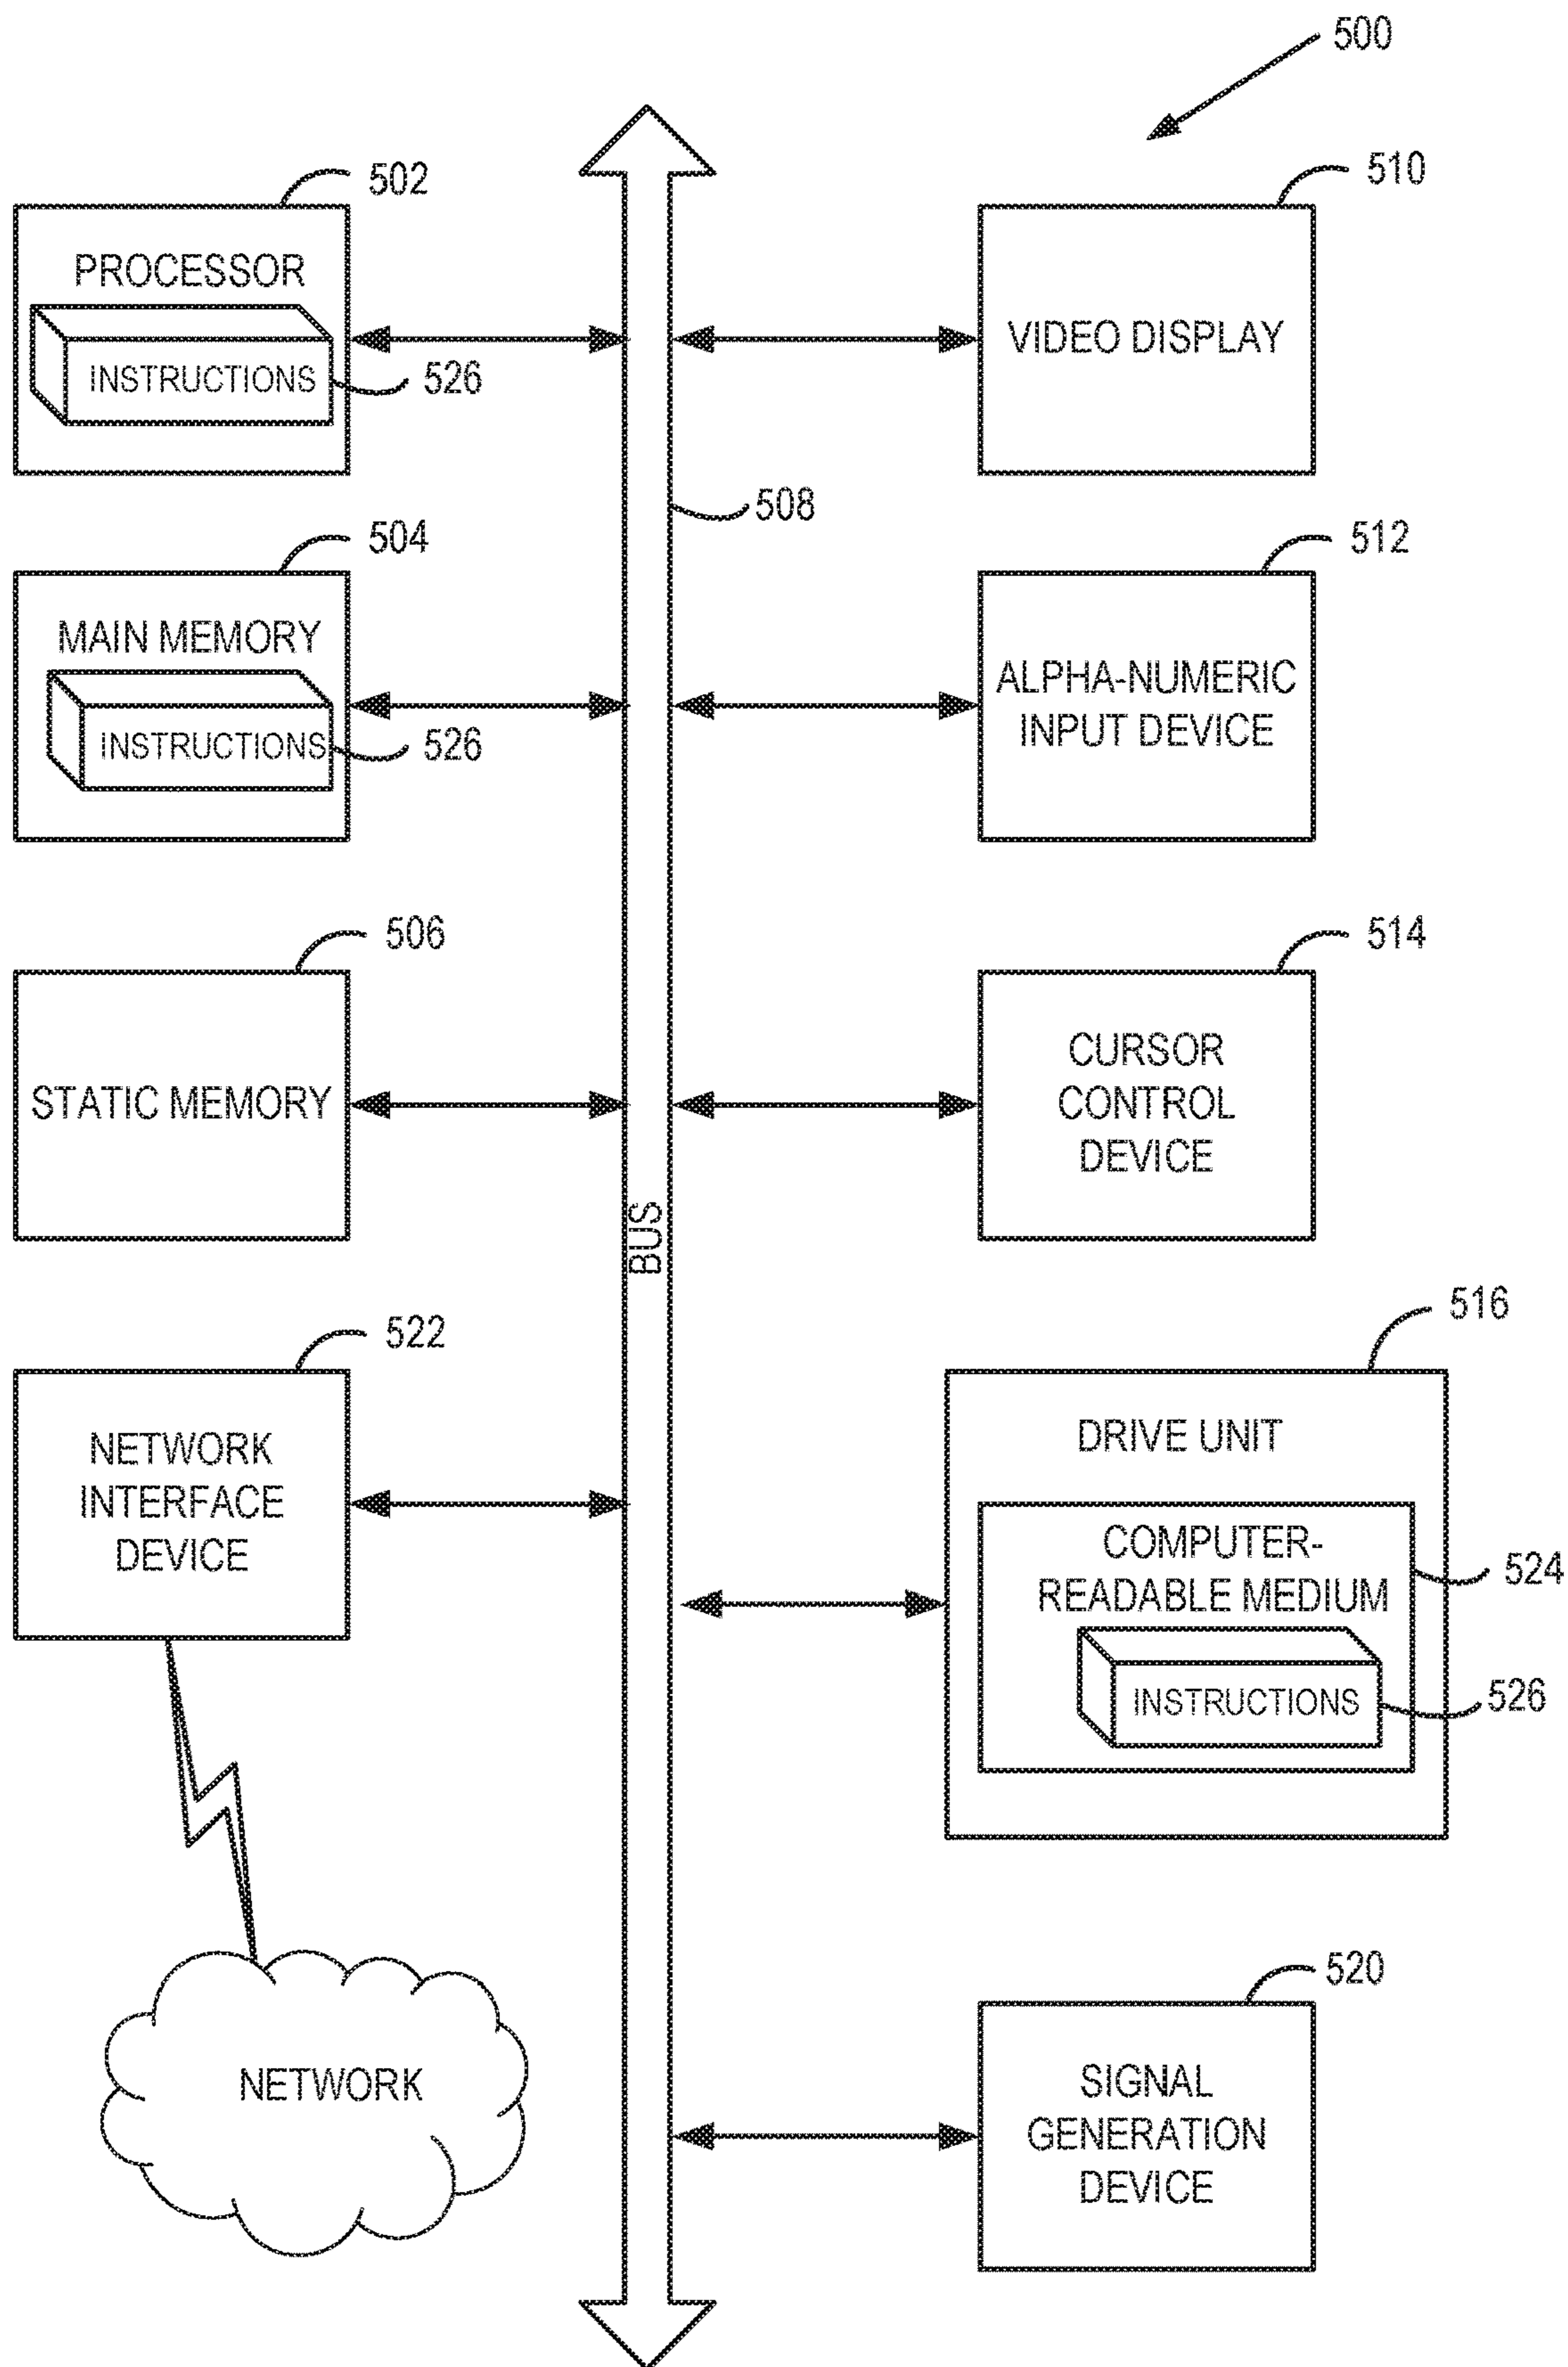 500
502
PROCESSOR
INSTRUCTIONS
526
510
VIDEO DISPLAY
508
504
MAIN MEMORY
INSTRUCTIONS
526
512
ALPHA-NUMERIC
INPUT DEVICE
506
STATIC MEMORY
514
CURSOR
CONTROL
DEVICE
BUS
522
NETWORK
INTERFACE
DEVICE
516
DRIVE UNIT
COMPUTER-
READABLE MEDIUM
524
INSTRUCTIONS
526
NETWORK
520
SIGNAL
GENERATION
DEVICE